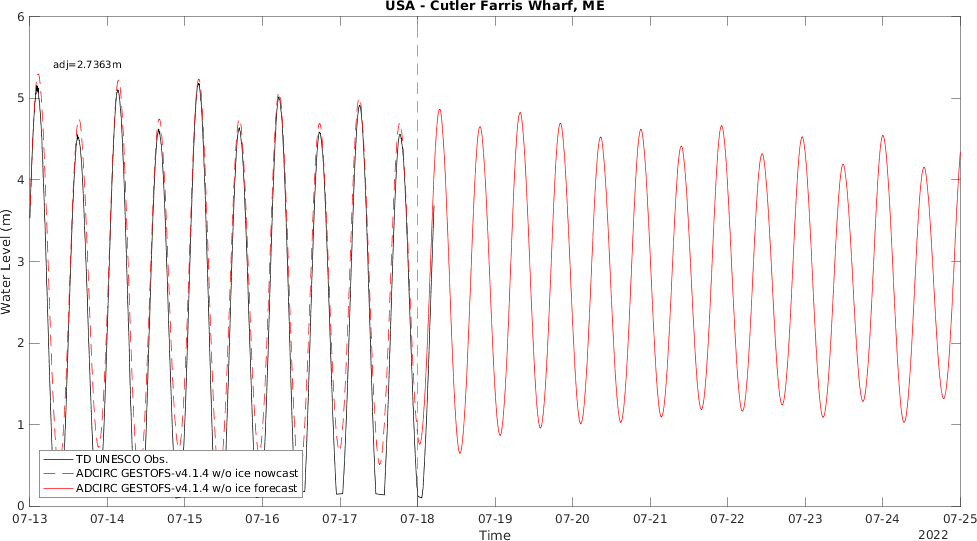 USA - Cutler Farris Wharf, ME
6
adj=2.7363m
5
4
3
2
1
0
Water Level (m)
TD UNESCO Obs.
ADCIRC GESTOFS-v4.1.4 w/o ice nowcast
ADCIRC GESTOFS-v4.1.4 w/o ice forecast
07-13 07-14 07-15 07-16 07-17 07-18 07-19 07-20 07-21 07-22 07-23 07-24 07-25
Time
2022